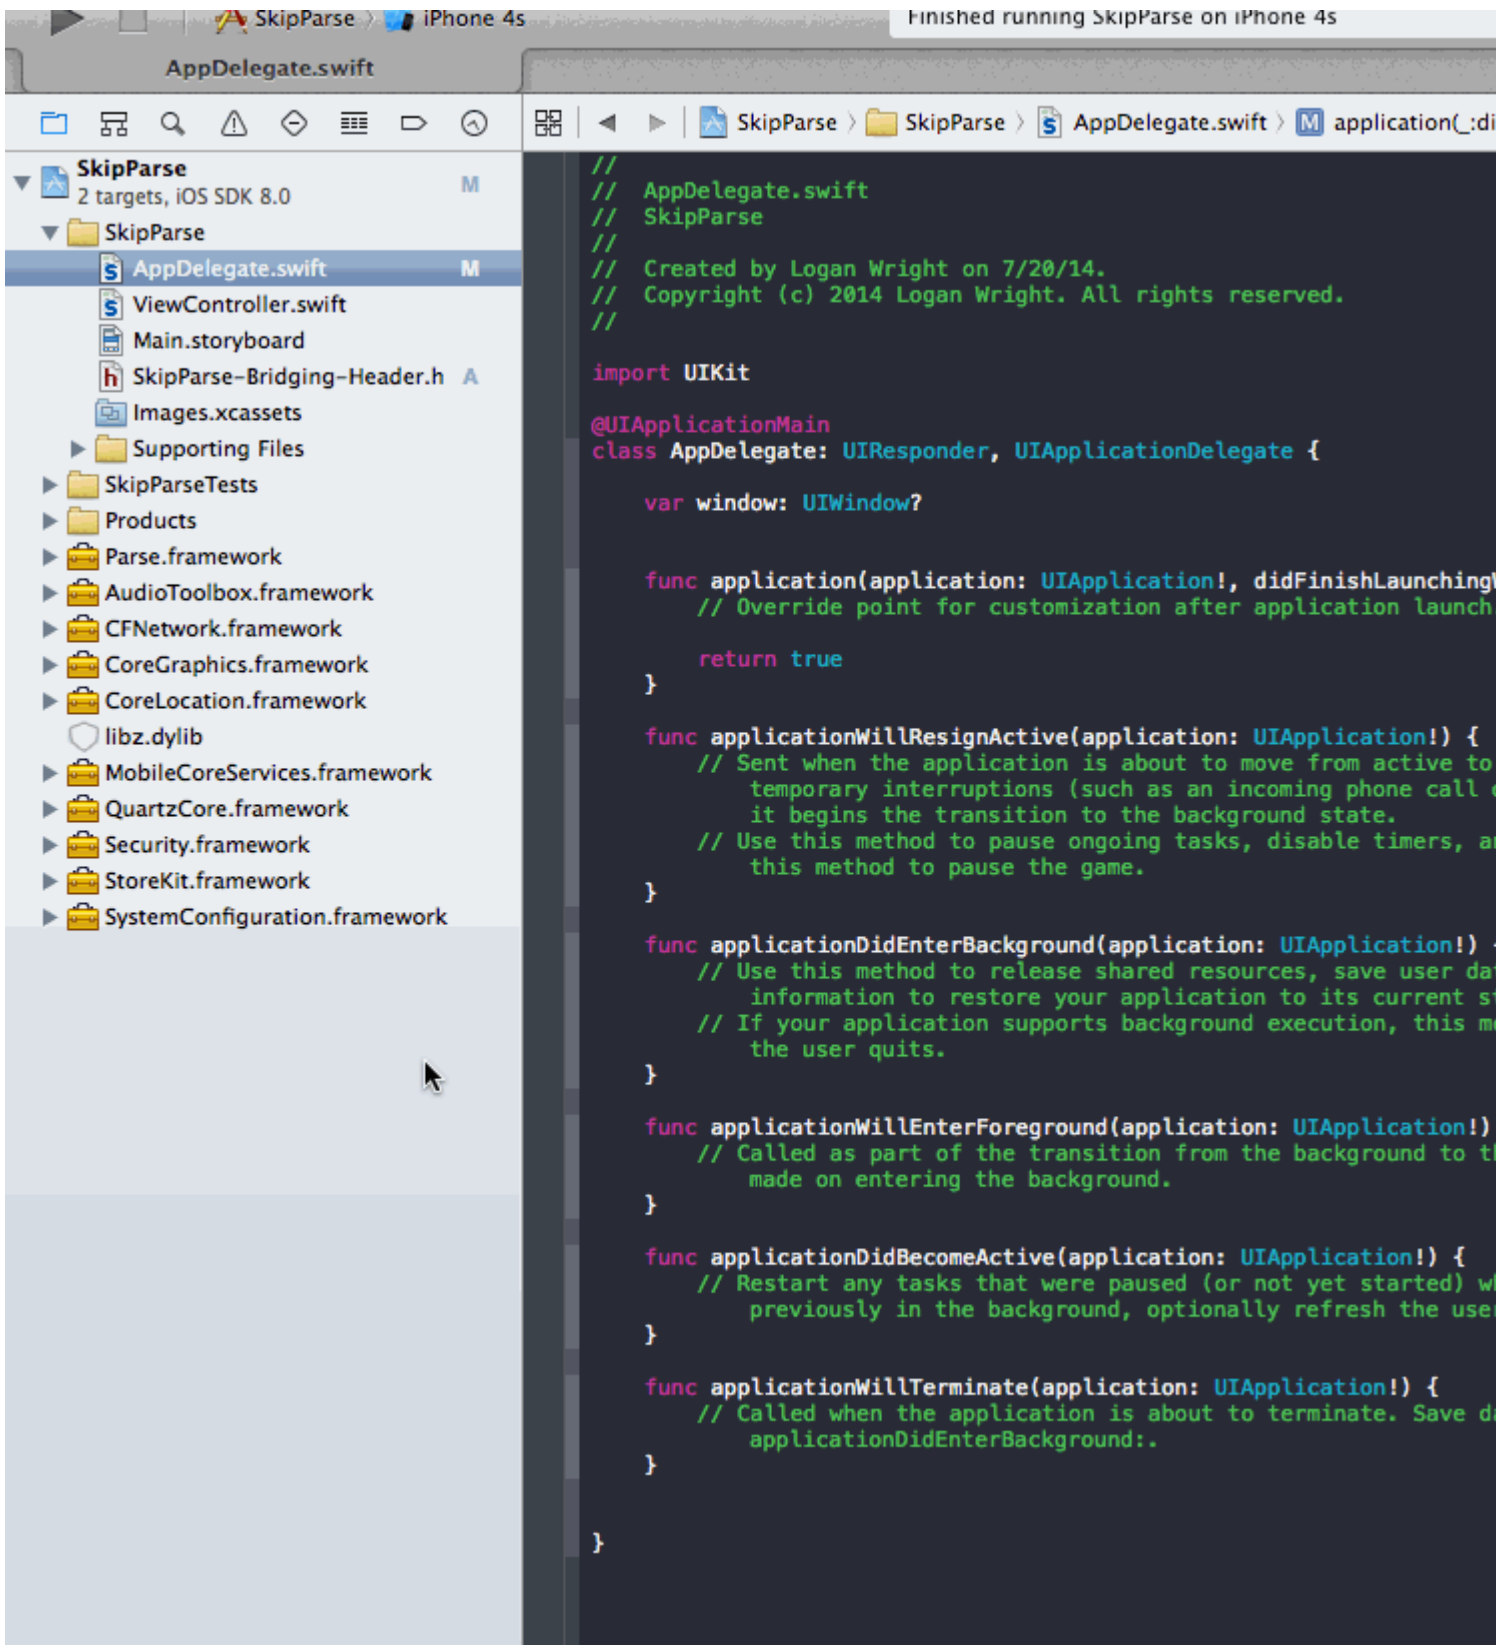 SkipParse iPhone 4s
Finished running SkipParse on iPhone 4s
AppDelegate.swift
SkipParse SkipParse AppDelegate.swift M application(_:di
SkipParse
2 targets, iOS SDK 8.0 M
SkipParse
AppDelegate.swift M
ViewController.swift
Main.storyboard
h SkipParse-Bridging-Header.h A
Images.xcassets
Supporting Files
SkipParseTests
Products
Parse.framework
AudioToolbox.framework
CFNetwork.framework
CoreGraphics.framework
CoreLocation.framework
libz.dylib
MobileCoreServices.framework
QuartzCore.framework
Security.framework
StoreKit.framework
SystemConfiguration.framework
//
// AppDelegate.swift
// SkipParse
//
// Created by Logan Wright on 7/20/14.
// Copyright (c) 2014 Logan Wright. All rights reserved.
//
import UIKit
@UIApplicationMain
class AppDelegate: UIResponder, UIApplicationDelegate {
var window: UIWindow?
func application(application: UIApplication!, didFinishLaunching
// Override point for customization after application launch
return true
}
func applicationWillResignActive(application: UIApplication!) {
// Sent when the application is about to move from active to
temporary interruptions (such as an incoming phone call
it begins the transition to the background state.
// Use this method to pause ongoing tasks, disable timers,
this method to pause the game.
}
func applicationDidEnterBackground(application: UIApplication!) {
// Use this method to release shared resources, save user da
information to restore your application to its current
// If your application supports background execution, this
the user quits.
}
func applicationWillEnterForeground(application: UIApplication!)
// Called as part of the transition from the background to
made on entering the background.
}
func applicationDidBecomeActive(application: UIApplication!) {
// Restart any tasks that were paused (or not yet started)
previously in the background, optionally refresh the use
}
func applicationWillTerminate(application: UIApplication!) {
// Called when the application is about to terminate. Save
applicationDidEnterBackground:.
}
}